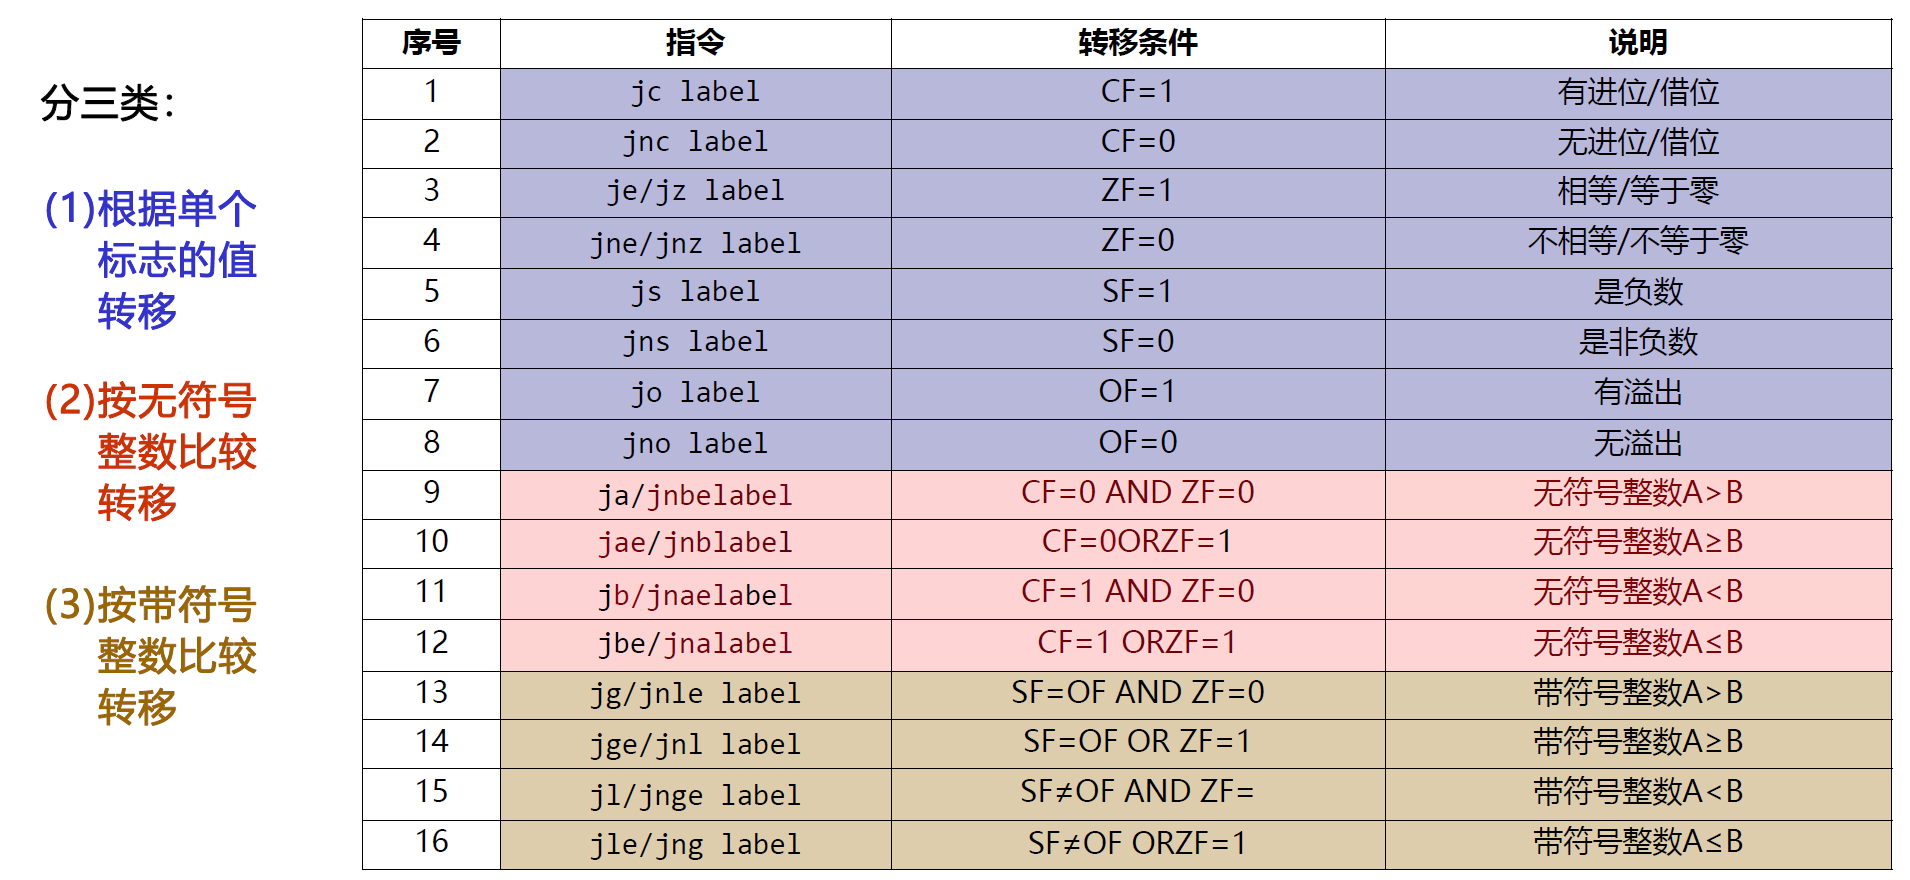 分三类：
(1)根据单个
标志的值
转移
(2)按无符号
整数比较
转移
(3)按带符号
整数比较
转移
序号 指令 转移条件 说明
1 jc label CF=1 有进位/借位
2 jnc label CF=0 无进位/借位
3 je/jz label ZF=1 相等/等于零
4 jne/jnz label ZF=0 不相等/不等于零
5 js label SF=1 是负数
6 jns label SF=0 是非负数
7 jo label OF=1 有溢出
8 jno label OF=0 无溢出
9 ja/jnbelabel CF=0 AND ZF=0 无符号整数A>B
10 jae/jnblabel CF=0ORZF=1 无符号整数A≥B
11 jb/jnaelabel CF=1 AND ZF=0 无符号整数A<B
12 jbe/jnalabel CF=1 ORZF=1 无符号整数A≤B
13 jg/jnle label SF=OF AND ZF=0 带符号整数A>B
14 jge/jnl label SF=OF OR ZF=1 带符号整数A≥B
15 jl/jnge label SF≠OF AND ZF= 带符号整数A<B
16 jle/jng label SF≠OF ORZF=1 带符号整数A≤B